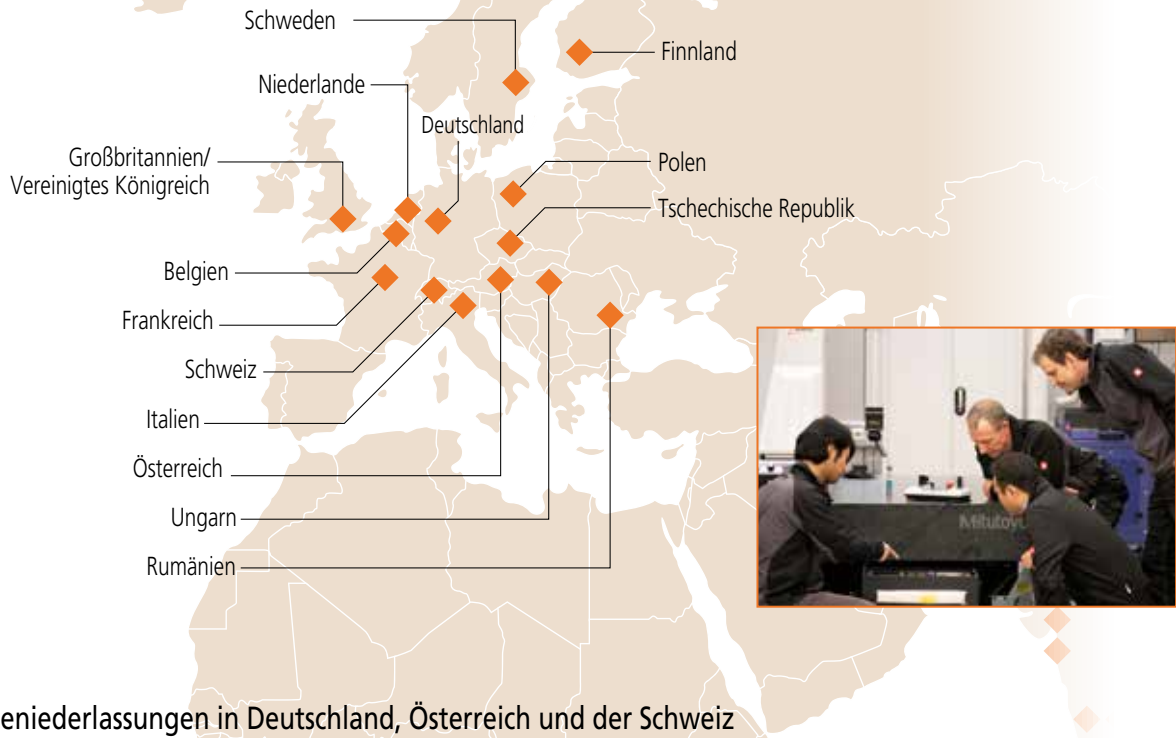 Schweden
Finnland
Niederlande
Deutschland
Großbritannien/
Vereinigtes Königreich
Polen
Tschechische Republik
Belgien
Frankreich
Schweiz
Italien
Österreich
Ungarn
Rumänien
Mitutoyo
eniederlassungen in Deutschland, Österreich und der Schweiz